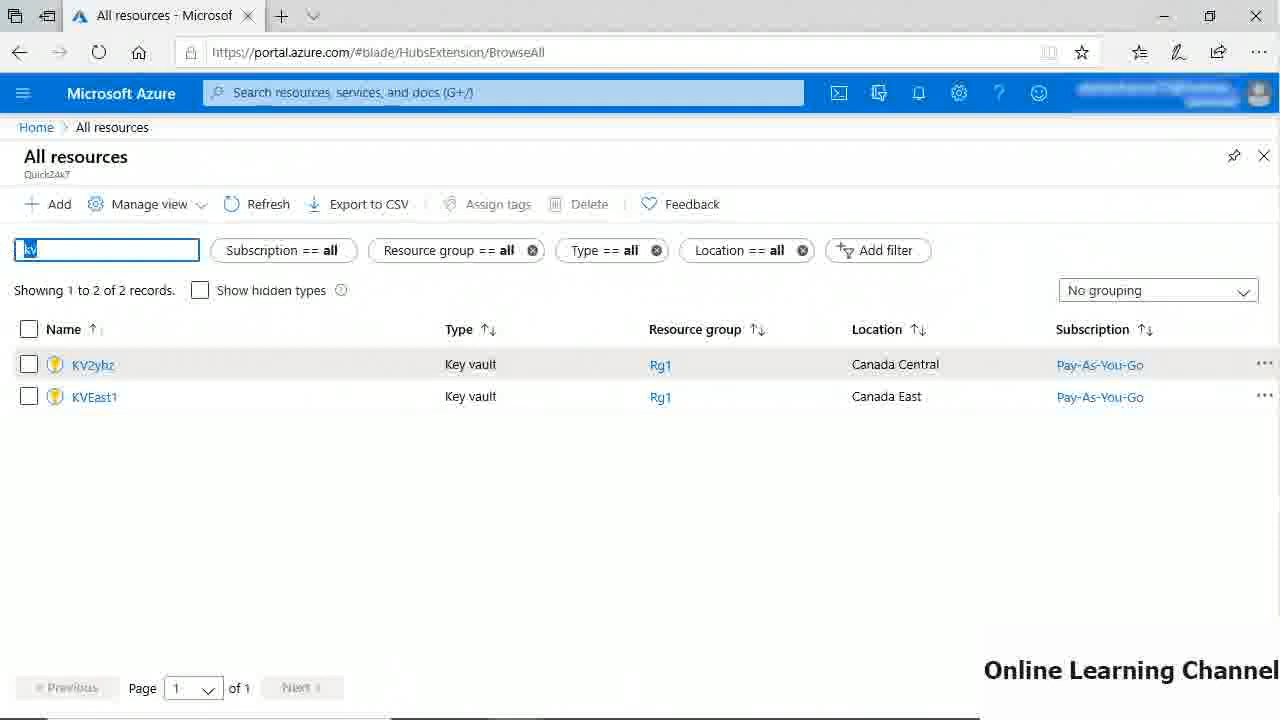 All resources - Microsof
https://portal.azure.com/#blade/HubsExtension/BrowseAll
Microsoft Azure
Search resources, services, and docs (G+/)
Home > All resources
All resources
Quick24x7
Add Manage view Refresh Export to CSV Assign tags Delete Feedback
kv Subscription == all Resource group == all Type == all Location == all Add filter
Showing 1 to 2 of 2 records. Show hidden types No grouping
Name Type Resource group Location Subscription
KV2ybz Key vault Rg1 Canada Central Pay-As-You-Go
KVEast1 Key vault Rg1 Canada East Pay-As-You-Go
Online Learning Channel
< Previous Page 1 of 1 Next >